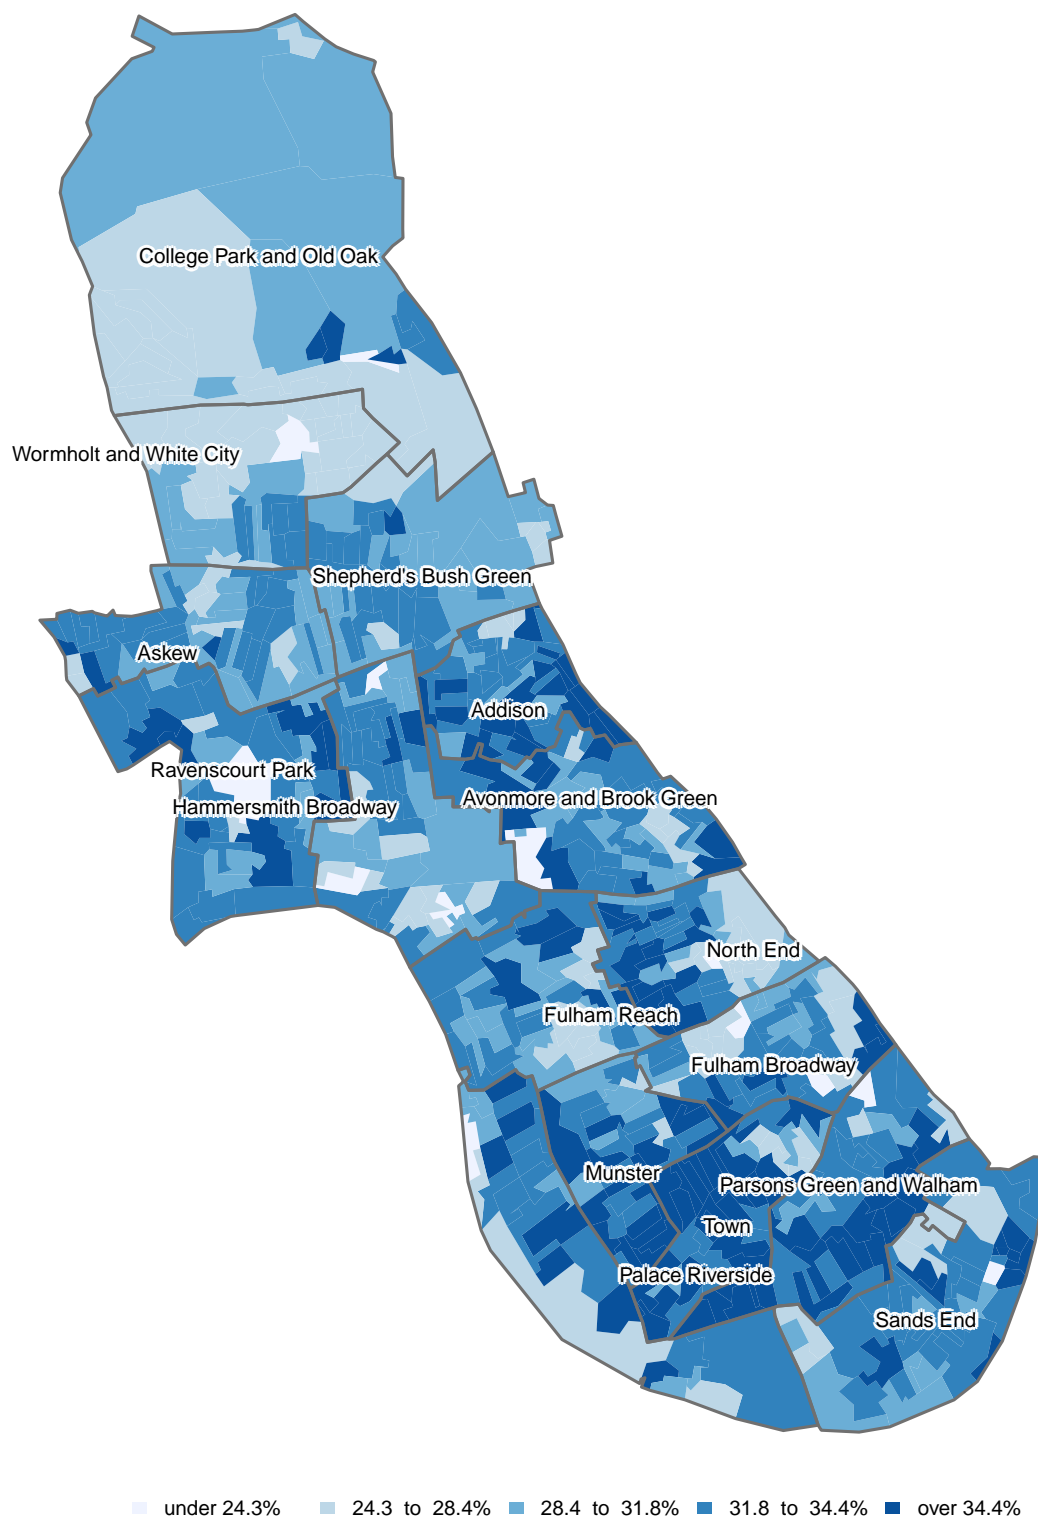 College Park and Old Oak
Wormholt and White City
Shepherd's Bush Green
Askew
Addison
Ravenscourt Park
Avonmore and Brook Green
Hammersmith Broadway
North End
Fulham Reach
Fulham Broadway
Munster
Parsons Green and Walham
Town
Palace Riverside
Sands End
under 24.3% 24.3 to 28.4% 28.4 to 31.8% 31.8 to 34.4% over 34.4%